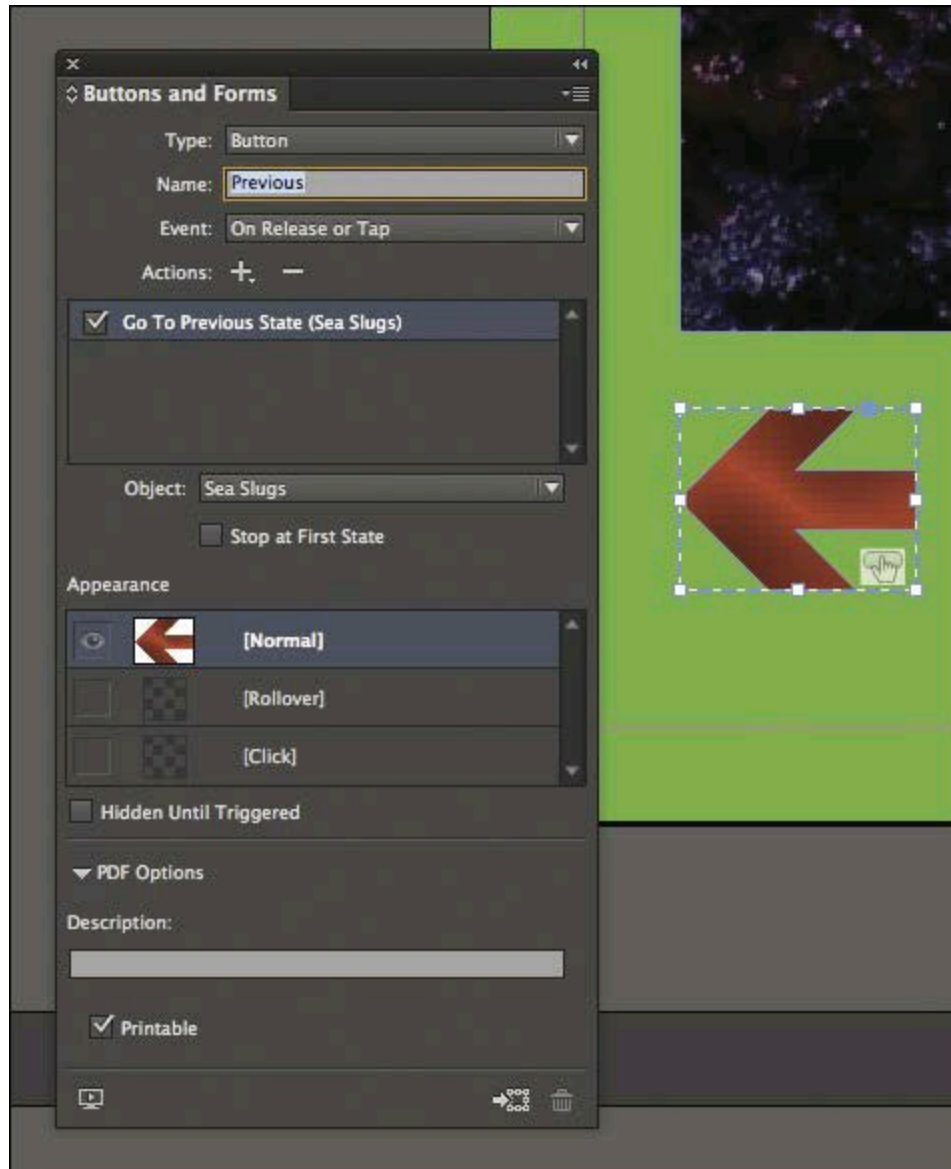 Buttons and Forms
Type: Button
Name: Previous
Event: On Release or Tap
Actions:
Go To Previous State (Sea Slugs)
Object: Sea Slugs
Stop at First State
Appearance
[Normal]
[Rollover]
[Click]
Hidden Until Triggered
PDF Options
Description:
Printable